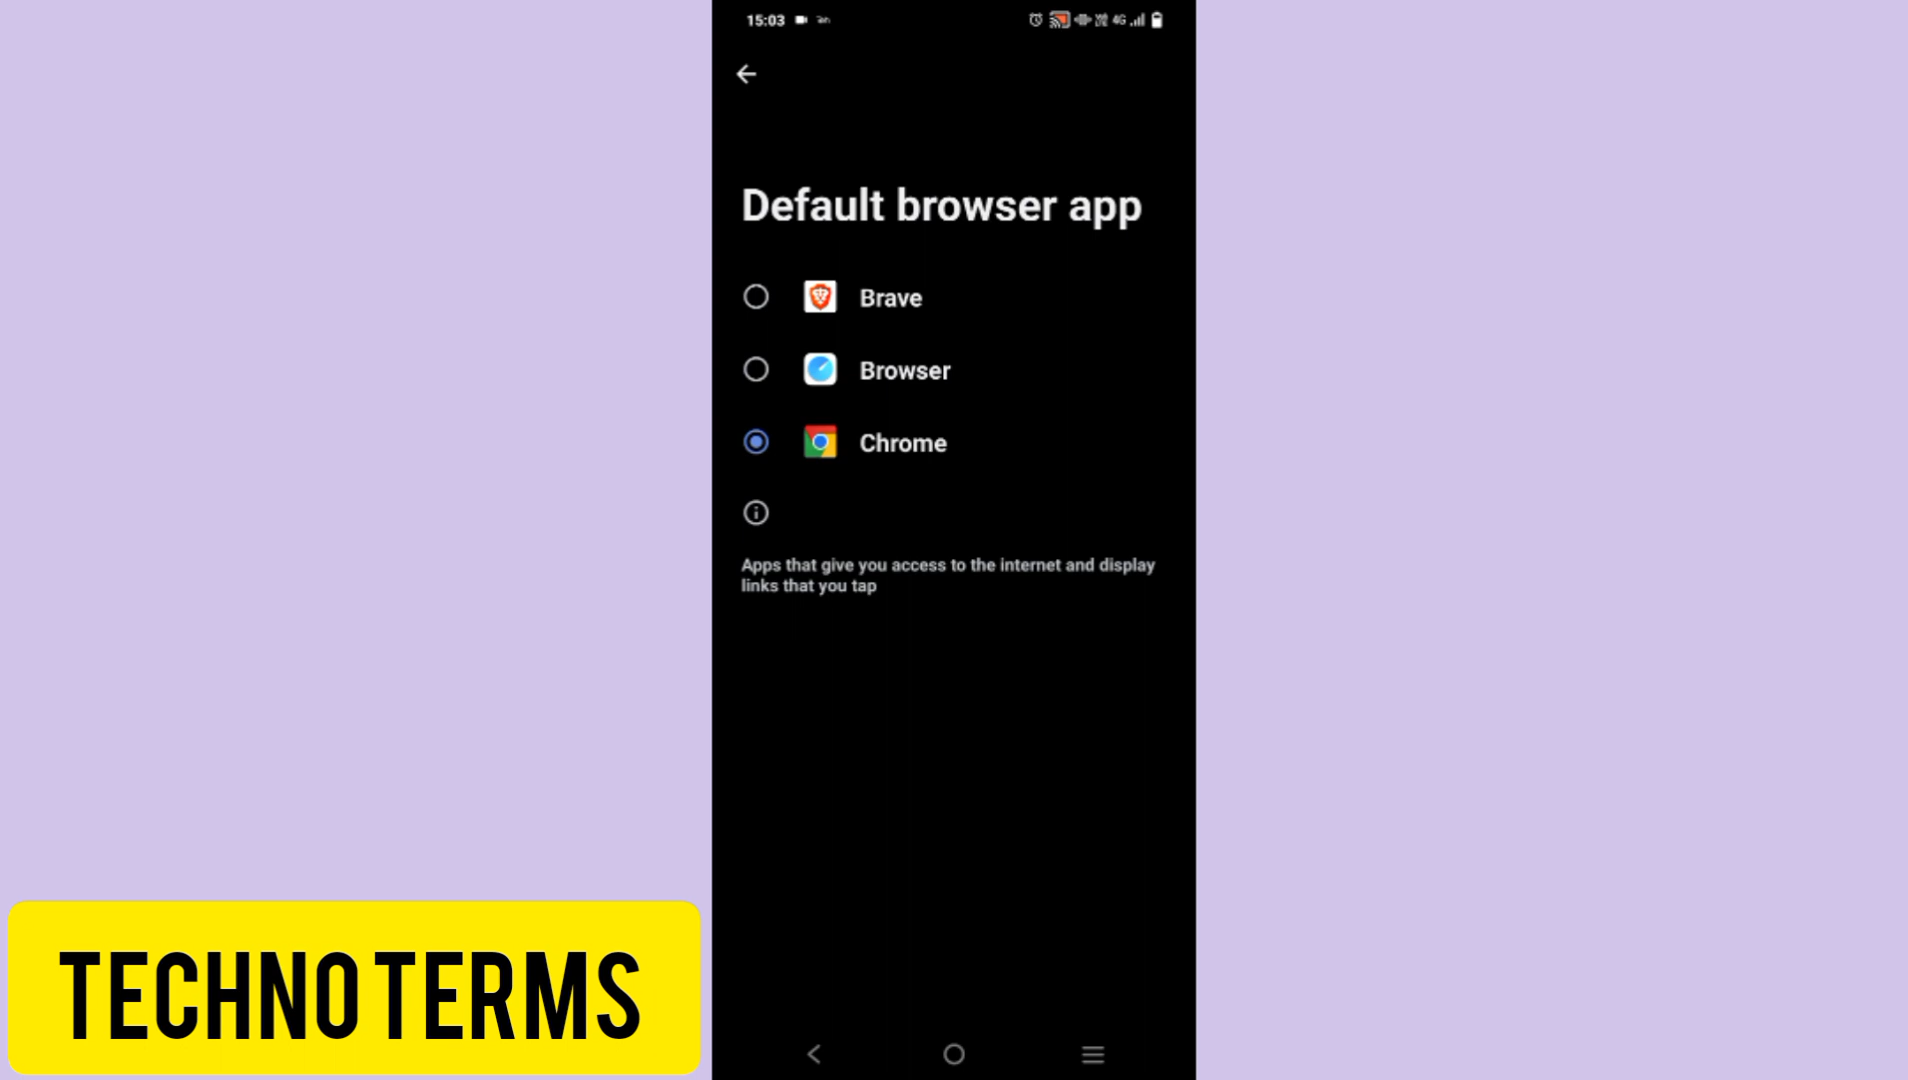 15:03
4G
Default browser app
Brave
Browser
Chrome
Apps that give you access to the internet and display
links that you tap
TECHNO TERMS